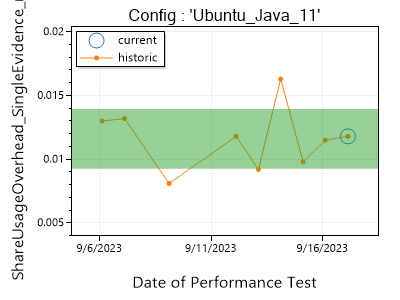 Config : 'Ubuntu_Java_11'
current
historic
0.02
0.015
0.01
0.005
ShareUsageOverhead_SingleEvidence_
9/6/2023
9/11/2023
9/16/2023
Date of Performance Test